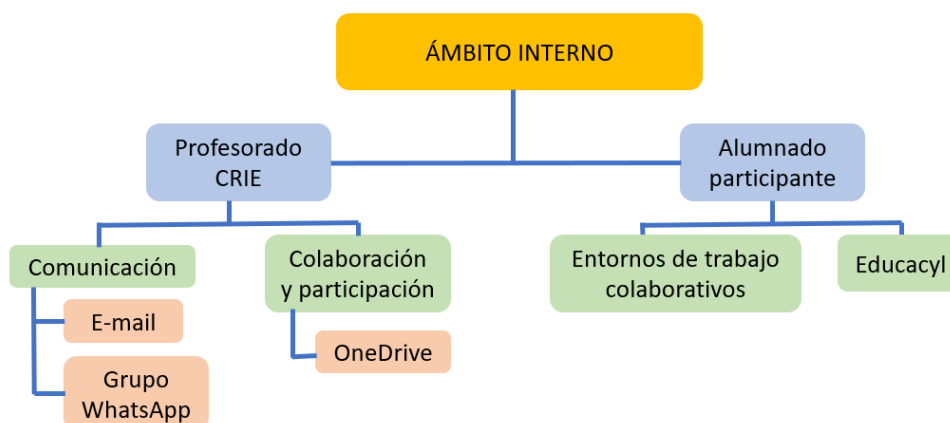 ÁMBITO INTERNO
Profesorado
CRIE
Alumnado
participante
Comunicación
Colaboración
y participación
Entornos de trabajo
colaborativos
Educacyl
E-mail
OneDrive
Grupo
WhatsApp